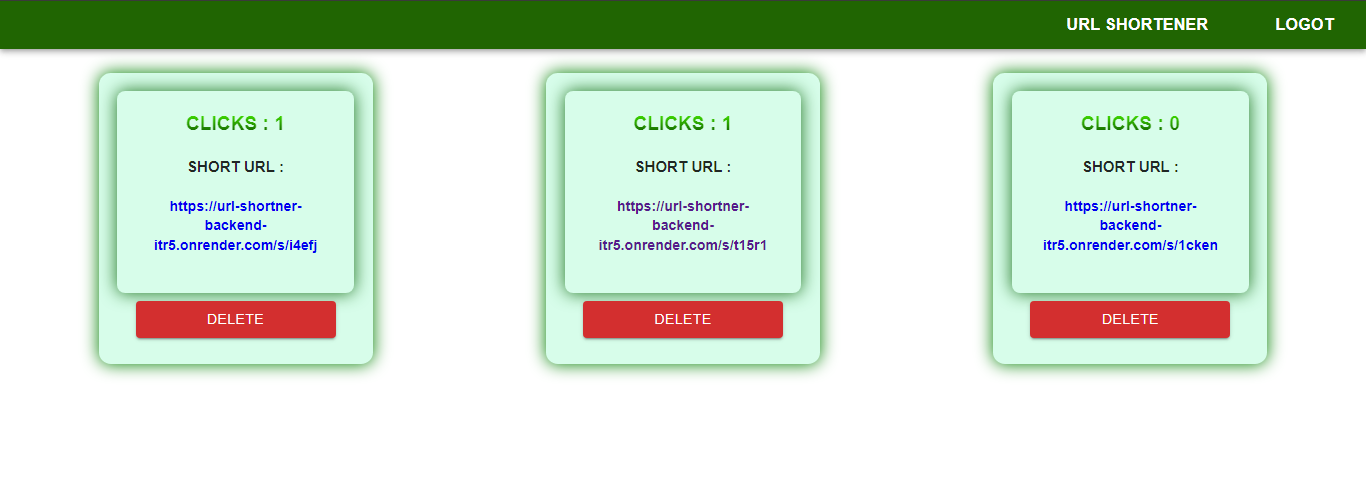 URL SHORTENER LOGOT
CLICKS : 1
SHORT URL :
https://url-shortner-
backend-
itr5.onrender.com/s/i4efj
DELETE
CLICKS : 1
SHORT URL :
https://url-shortner-
backend-
itr5.onrender.com/s/t15r1
DELETE
CLICKS : 0
SHORT URL :
https://url-shortner-
backend-
itr5.onrender.com/s/1cken
DELETE